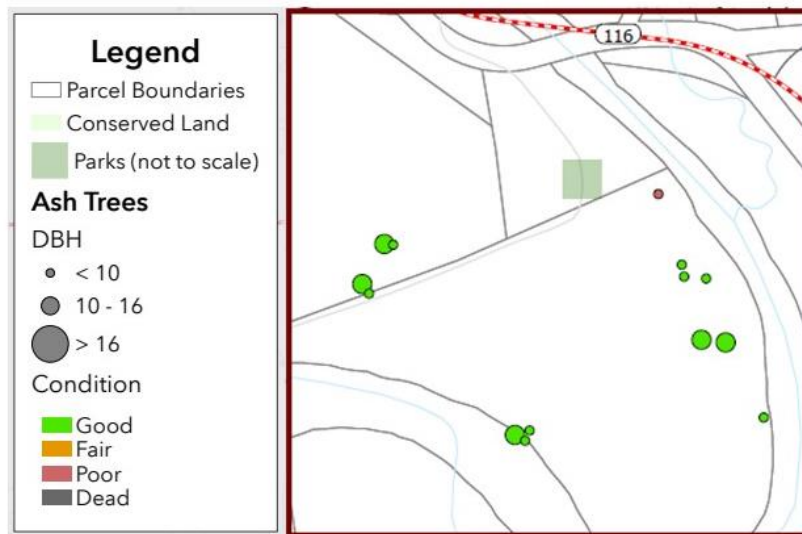 Legend
Parcel Boundaries
Conserved Land
Parks (not to scale)
Ash Trees
DBH
< 10
10 - 16
> 16
Condition
Good
Fair
Poor
Dead
116